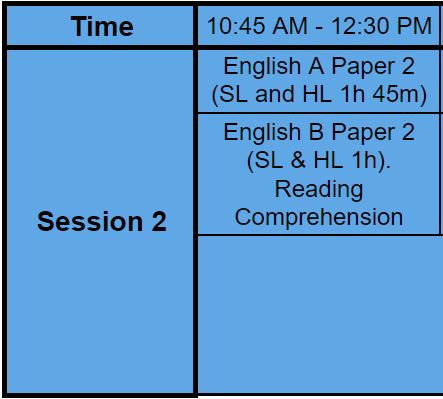 Time
10:45 AM - 12:30 PM
Session 2
English A Paper 2
(SL and HL 1h 45m)
English B Paper 2
(SL & HL 1h).
Reading
Comprehension